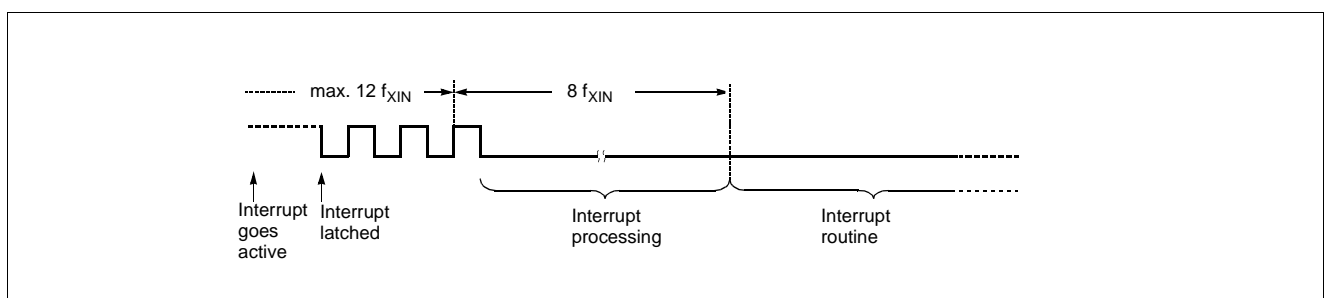 max. 12 fXIN
8 fXIN
Interrupt
goes
active
Interrupt
latched
Interrupt
processing
Interrupt
routine